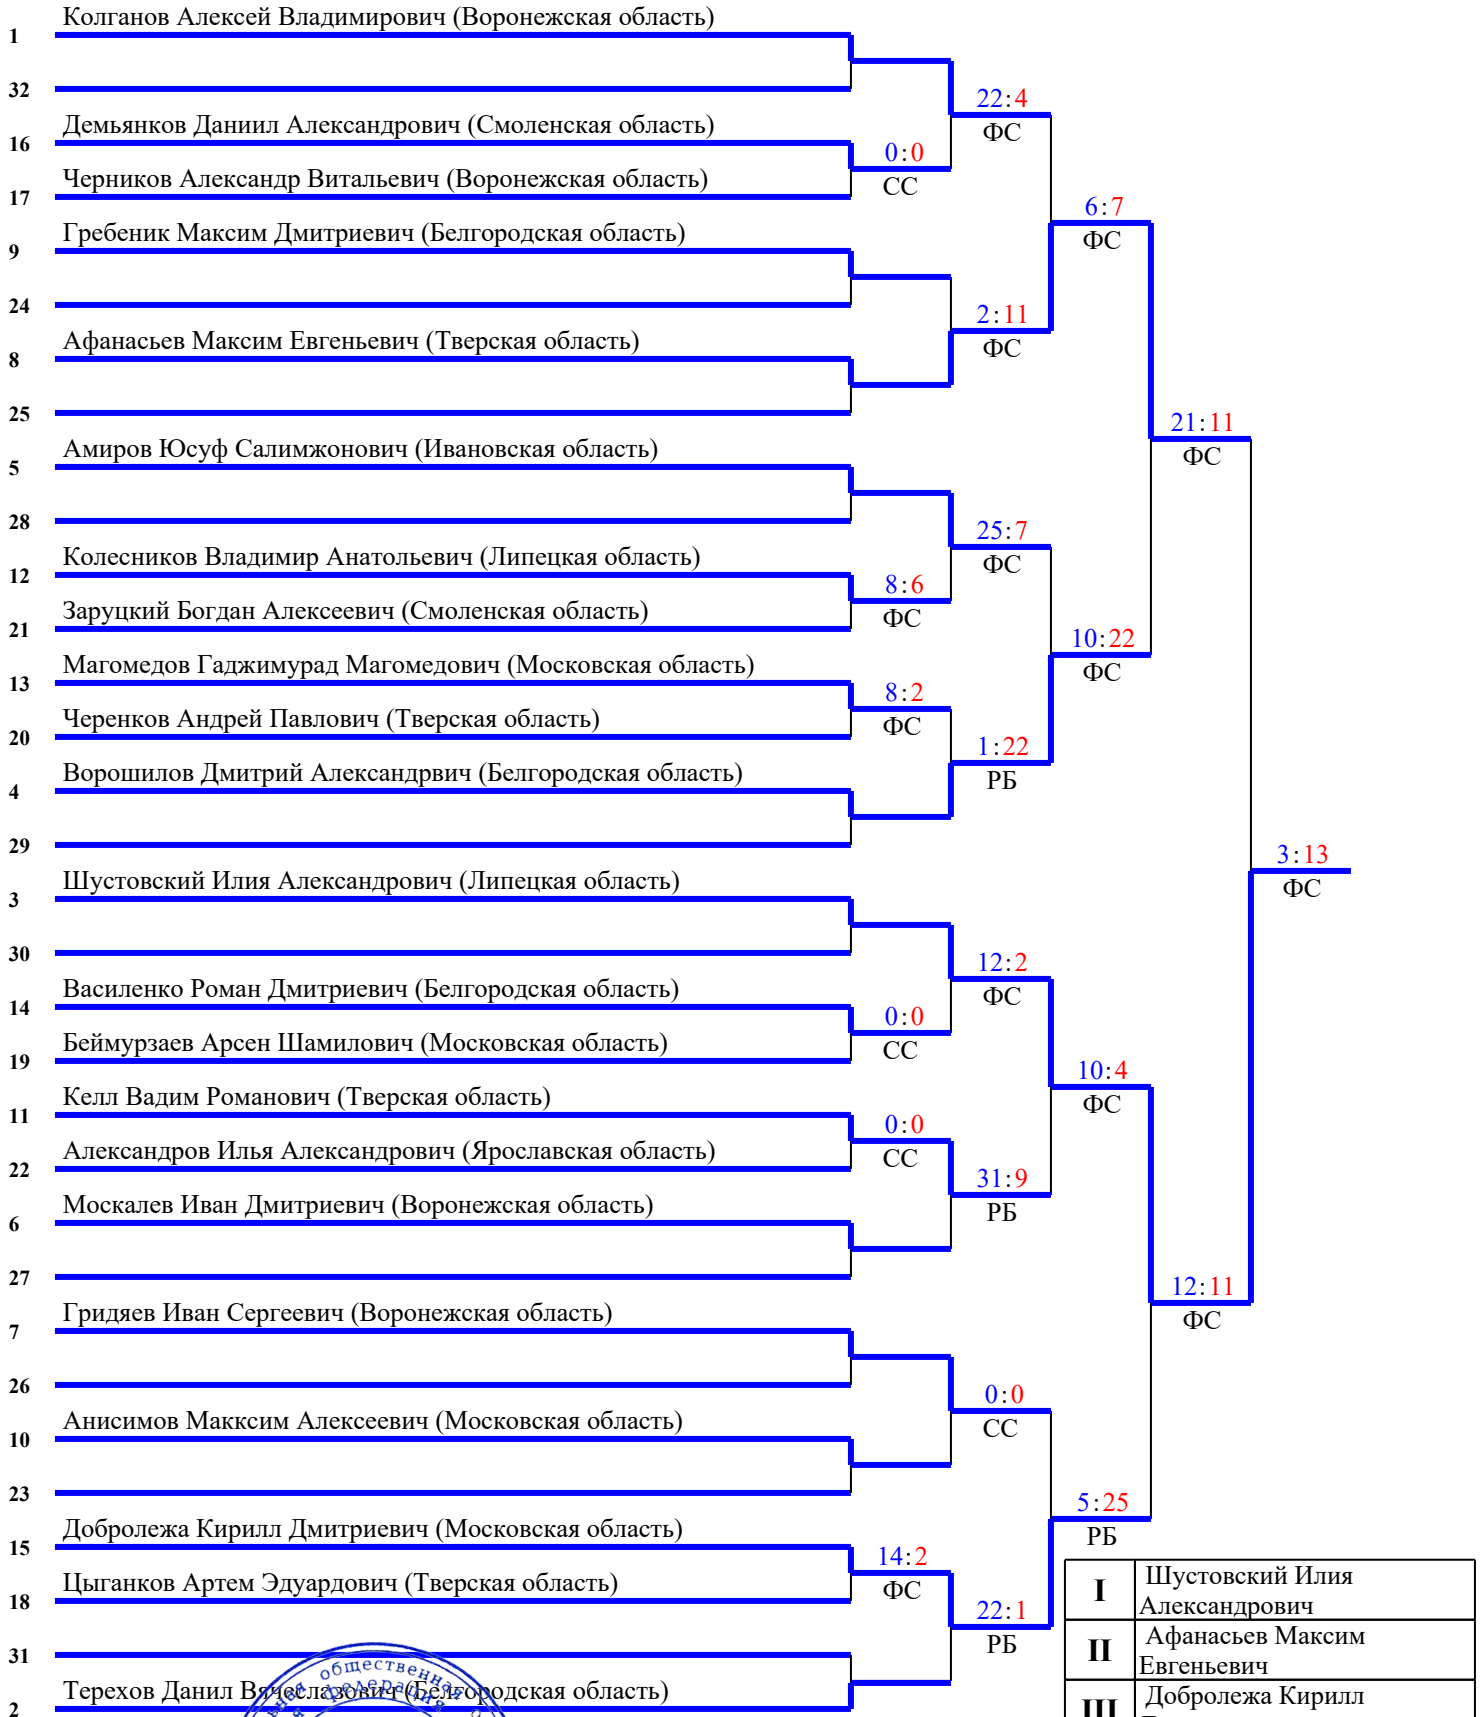 Колганов Алексей Владимирович (Воронежская область)
1
32
22:4
ФС
Демьянков Даниил Александрович (Смоленская область)
16
0:0
СС
Черников Александр Витальевич (Воронежская область)
17
6:7
ФС
Гребеник Максим Дмитриевич (Белгородская область)
9
24
2:11
ФС
Афанасьев Максим Евгеньевич (Тверская область)
8
25
21:11
ФС
Амиров Юсуф Салимжонович (Ивановская область)
5
28
25:7
ФС
Колесников Владимир Анатольевич (Липецкая область)
12
8:6
ФС
Заруцкий Богдан Алексеевич (Смоленская область)
21
10:22
ФС
Магомедов Гаджимурад Магомедович (Московская область)
13
8:2
ФС
Черенков Андрей Павлович (Тверская область)
20
1:22
РБ
Ворошилов Дмитрий Александрвич (Белгородская область)
4
29
3:13
ФС
Шустовский Илия Александрович (Липецкая область)
3
30
12:2
ФС
Василенко Роман Дмитриевич (Белгородская область)
14
0:0
СС
Беймурзаев Арсен Шамилович (Московская область)
19
10:4
ФС
Келл Вадим Романович (Тверская область)
11
0:0
СС
Александров Илья Александрович (Ярославская область)
22
31:9
РБ
Москалев Иван Дмитриевич (Воронежская область)
6
27
12:11
ФС
Гридяев Иван Сергеевич (Воронежская область)
7
26
0:0
СС
Анисимов Макксим Алексеевич (Московская область)
10
23
5:25
РБ
Добролежа Кирилл Дмитриевич (Московская область)
15
14:2
ФС
Цыганков Артем Эдуардович (Тверская область)
18
22:1
РБ
31
Терехов Данил Вячеславович (Белгородская область)
2
I Шустовский Илия
Александрович
II Афанасьев Максим
Евгеньевич
III Добролежа Кирилл
общественная
федерация